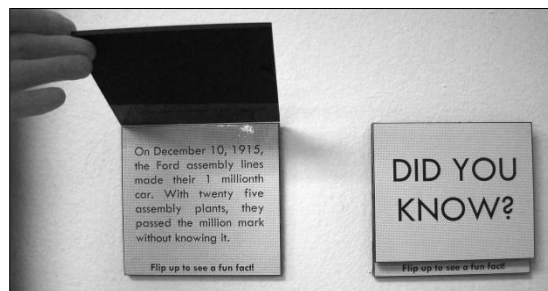 On December 10, 1915,
the Ford assembly lines
made their 1 millionth
car. With twenty five
assembly plants, they
passed the million mark
without knowing it.
Flip up to see a fun fact!
DID YOU
KNOW?
Flip up to see a fun fact!